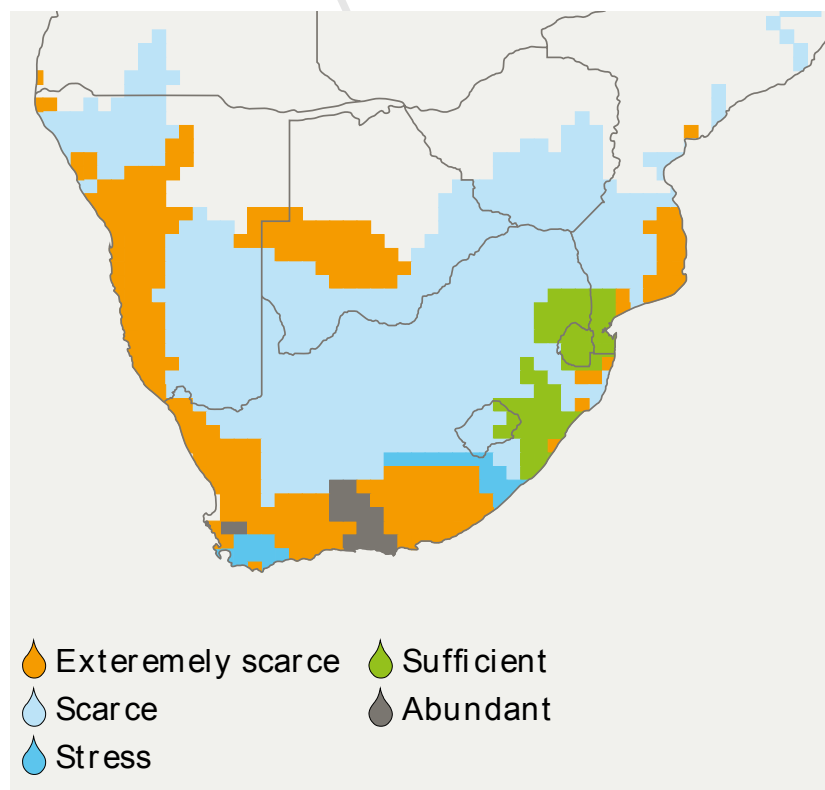 Exteremely scarce
Scarce
Stress
Sufficient
Abundant